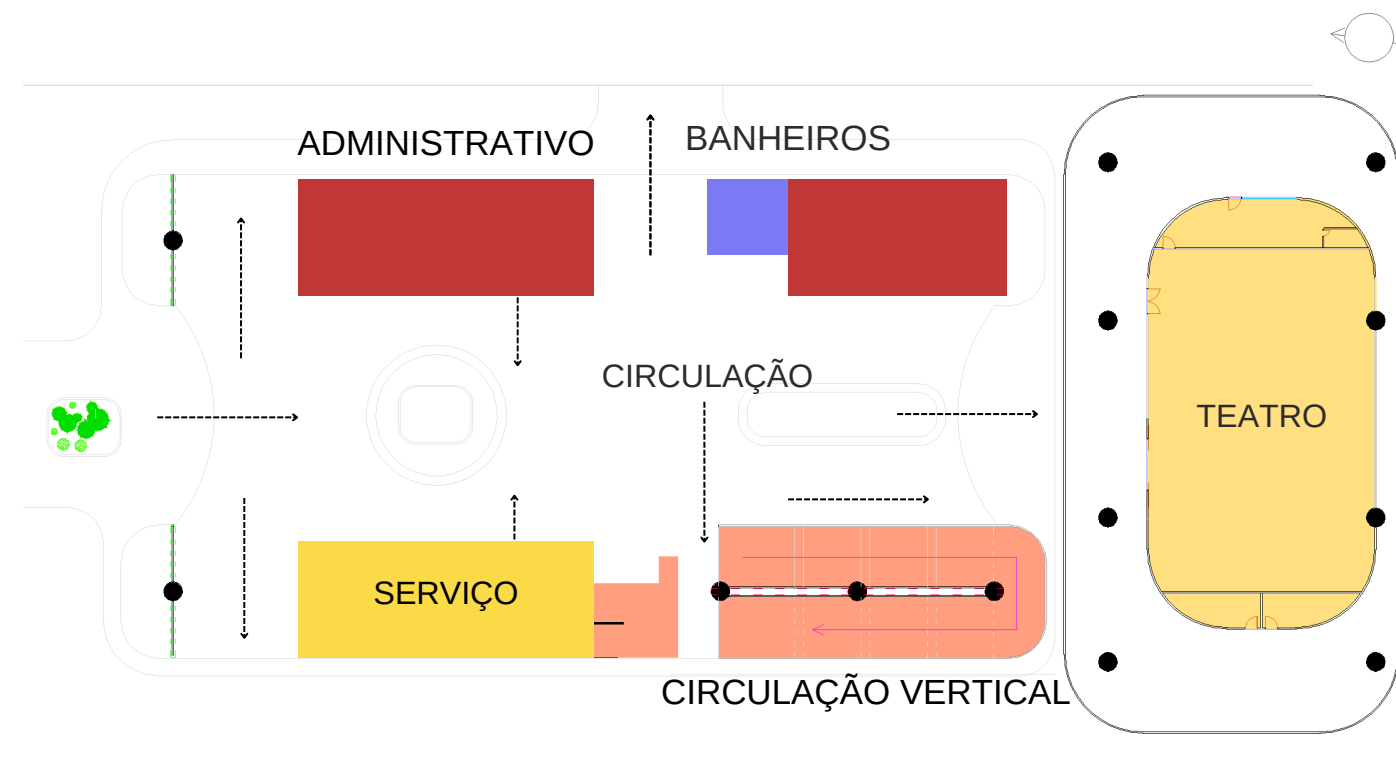 ADMINISTRATIVO
BANHEIROS
CIRCULAÇÃO
TEATRO
SERVIÇO
CIRCULAÇÃO VERTICAL